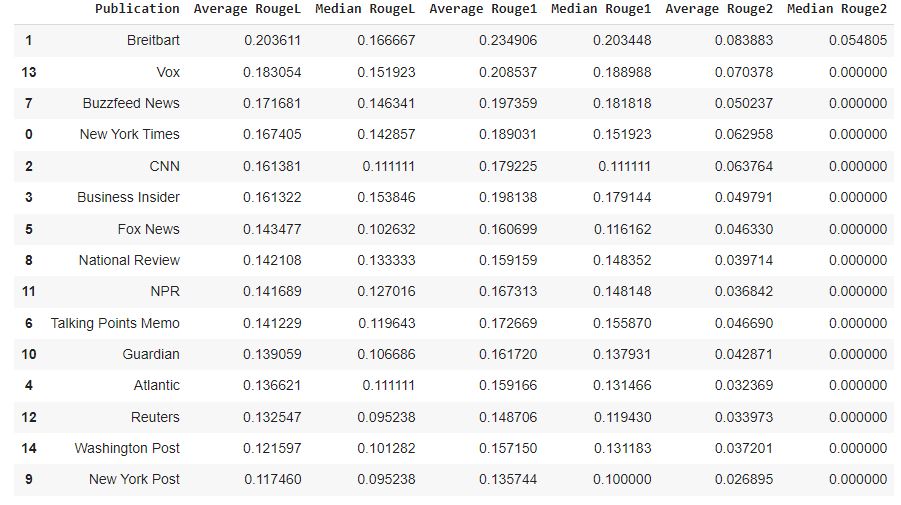 Publication Average RougeL Median RougeL Average Rouge1 Median Rouge1 Average Rouge2 Median Rouge2
1 Breitbart 0.203611 0.166667 0.234906 0.203448 0.083883 0.054805
13 Vox 0.183054 0.151923 0.208537 0.188988 0.070378 0.000000
7 Buzzfeed News 0.171681 0.146341 0.197359 0.181818 0.050237 0.000000
0 New York Times 0.167405 0.142857 0.189031 0.151923 0.062958 0.000000
2 CNN 0.161381 0.111111 0.179225 0.111111 0.063764 0.000000
3 Business Insider 0.161322 0.153846 0.198138 0.179144 0.049791 0.000000
5 Fox News 0.143477 0.102632 0.160699 0.116162 0.046330 0.000000
8 National Review 0.142108 0.133333 0.159159 0.148352 0.039714 0.000000
11 NPR 0.141689 0.127016 0.167313 0.148148 0.036842 0.000000
6 Talking Points Memo 0.141229 0.119643 0.172669 0.155870 0.046690 0.000000
10 Guardian 0.139059 0.106686 0.161720 0.137931 0.042871 0.000000
4 Atlantic 0.136621 0.111111 0.159166 0.131466 0.032369 0.000000
12 Reuters 0.132547 0.095238 0.148706 0.119430 0.033973 0.000000
14 Washington Post 0.121597 0.101282 0.157150 0.131183 0.037201 0.000000
9 New York Post 0.117460 0.095238 0.135744 0.100000 0.026895 0.000000